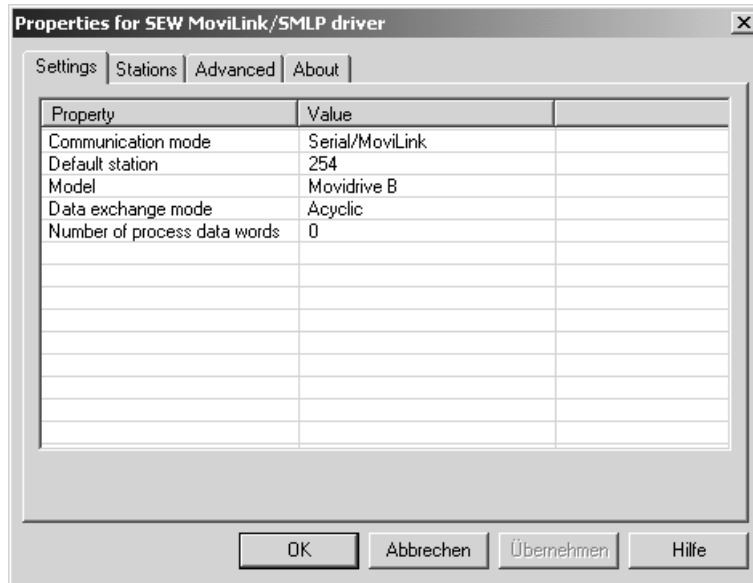 Properties for SEW MoviLink/SMLP driver
Settings Stations Advanced About
Property Value
Communication mode Serial/MoviLink
Default station 254
Model Movidrive B
Data exchange mode Acyclic
Number of process data words 0
OK Abbrechen Übernehmen Hilfe